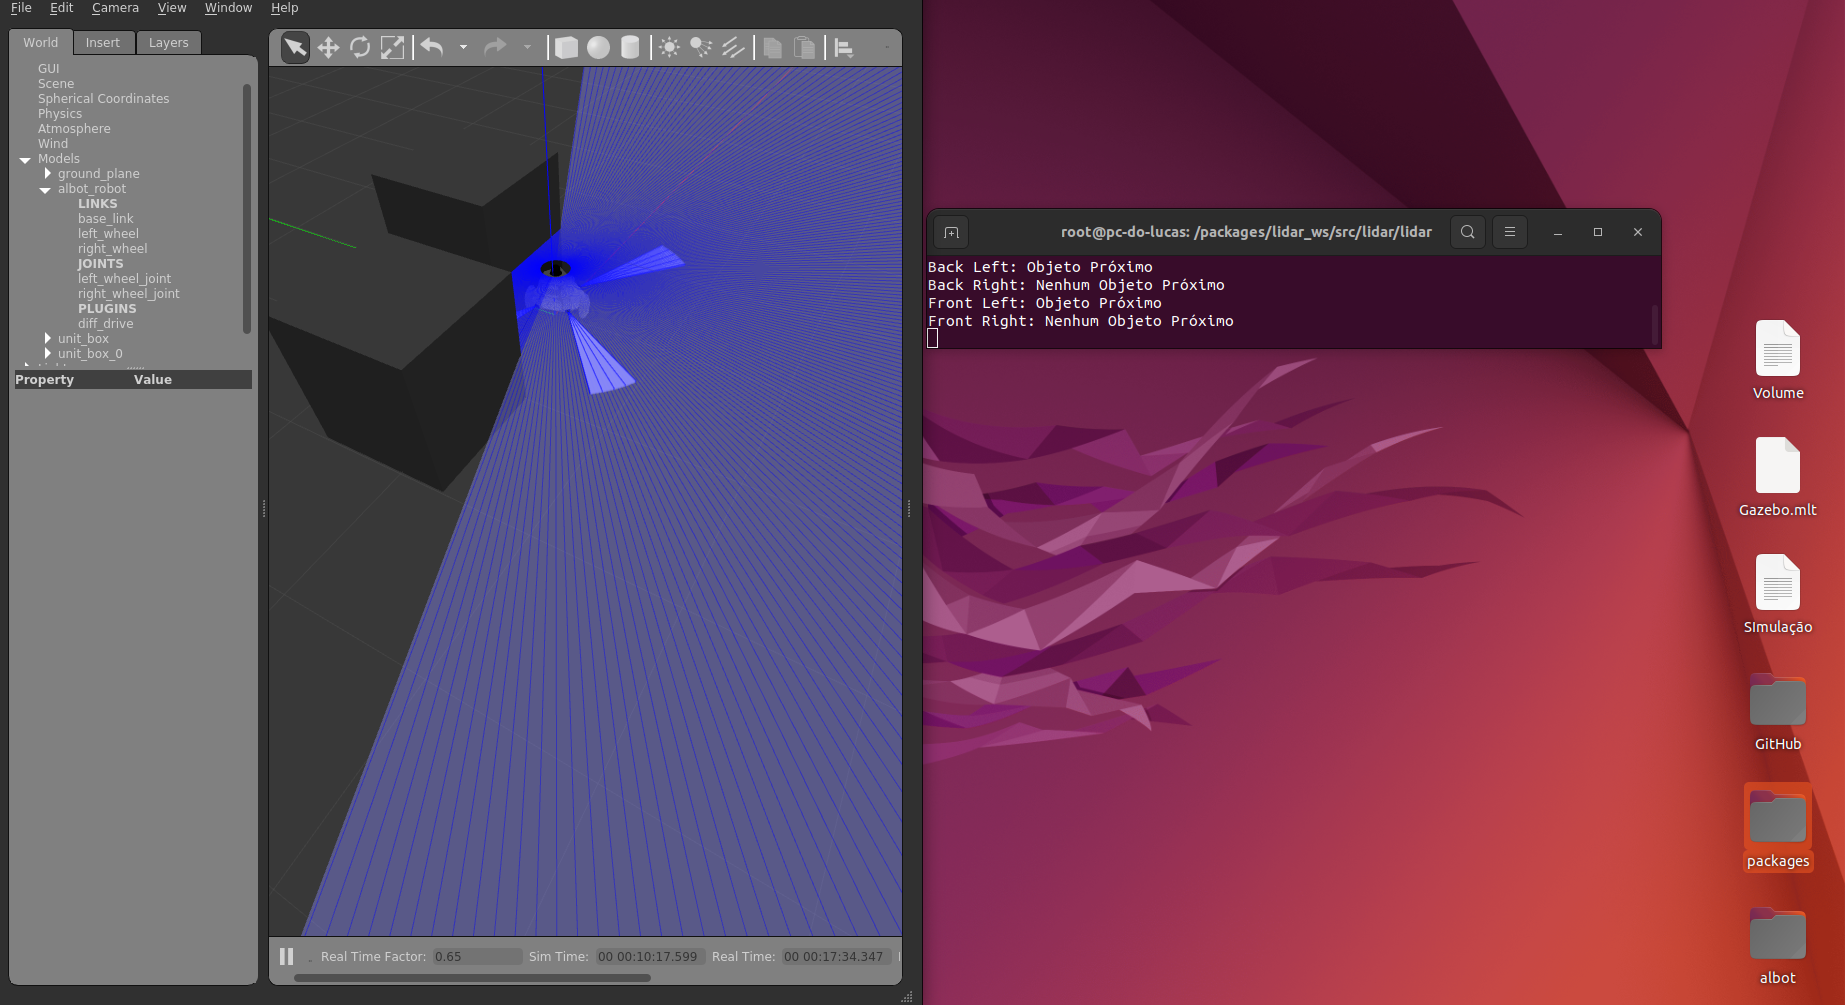 File Edit Camera View Window Help
World Insert Layers
GUI
Scene
Spherical Coordinates
Physics
Atmosphere
Wind
Models
ground_plane
albot_robot
LINKS
base_link
left_wheel
right_wheel
JOINTS
left_wheel_joint
right_wheel_joint
PLUGINS
diff_drive
unit_box
unit_box_0
Property Value
Real Time Factor: 0.65 Sim Time: 00 00:10:17.599 Real Time: 00 00:17:34.347
root@pc-do-lucas: /packages/lidar_ws/src/lidar/lidar
Back Left: Objeto Próximo
Back Right: Nenhum Objeto Próximo
Front Left: Objeto Próximo
Front Right: Nenhum Objeto Próximo
Volume
Gazebo.mlt
SImulação
GitHub
packages
albot